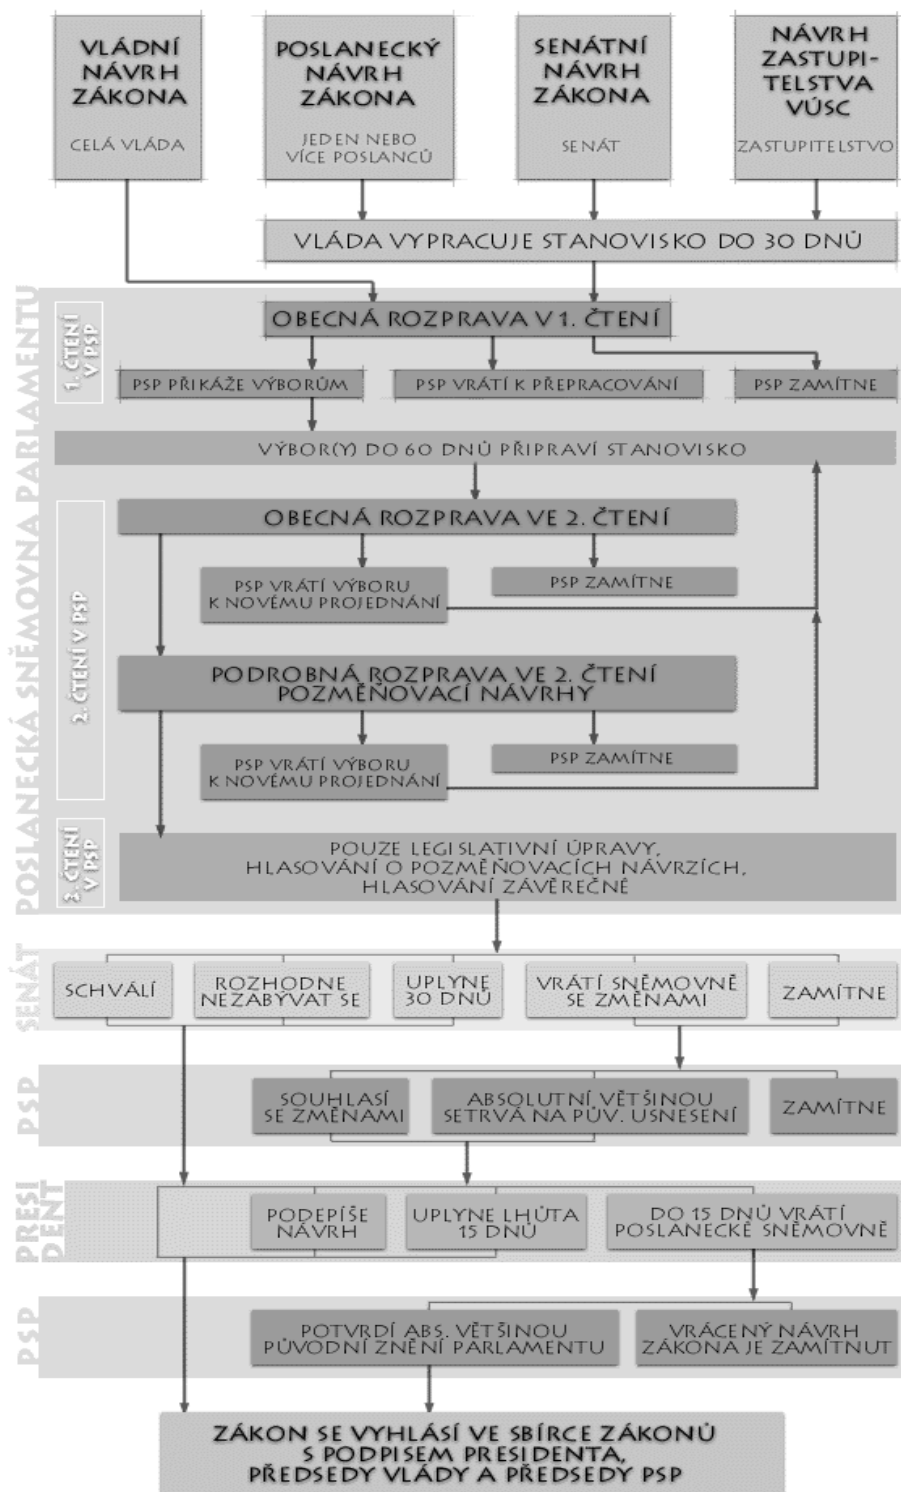 VLÁDNÍ
NÁVRH
ZÁKONA
CELÁ VLÁDA
POSLANECKÝ
NÁVRH
ZÁKONA
JEDEN NEBO
VÍCE POSLANCŮ
SENÁTNÍ
NÁVRH
ZÁKONA
SENÁT
NÁVRH
ZASTUPI-
TELSTVA
VÚSC
ZASTUPITELSTVO
VLÁDA VYPRACUJE STANOVISKO DO 30 DNŮ
POSLANECKÁ SNĚMOVNA PARLAMENTU
1. ČTENÍ
V PSP
OBECNÁ ROZPRAVA V 1. ČTENÍ
PSP PŘIKÁŽE VÝBORŮM
PSP VRÁTÍ K PŘEPRACOVÁNÍ
PSP ZAMÍTNE
VÝBOR(Y) DO 60 DNŮ PŘIPRAVÍ STANOVISKO
2. ČTENÍ V PSP
OBECNÁ ROZPRAVA VE 2. ČTENÍ
PSP VRÁTÍ VÝBORU
K NOVÉMU PROJEDNÁNÍ
PSP ZAMÍTNE
PODROBNÁ ROZPRAVA VE 2. ČTENÍ
POZMĚŇOVACÍ NÁVRHY
PSP VRÁTÍ VÝBORU
K NOVÉMU PROJEDNÁNÍ
PSP ZAMÍTNE
3. ČTENÍ
V PSP
POUZE LEGISLATIVNÍ ÚPRAVY,
HLASOVÁNÍ O POZMĚŇOVACÍCH NÁVRZÍCH,
HLASOVÁNÍ ZÁVĚREČNÉ
SENÁT
SCHVÁLÍ
ROZHODNE
NEZABÝVAT SE
UPLYNE
30 DNŮ
VRÁTÍ SNĚMOVNĚ
SE ZMĚNAMI
ZAMÍTNE
PSP
SOUHLASÍ
SE ZMĚNAMI
ABSOLUTNÍ VĚTŠINOU
SETRVÁ NA PŮV. USNESENÍ
ZAMÍTNE
PRESI
DENT
PODEPÍŠE
NÁVRH
UPLYNE LHŮTA
15 DNŮ
DO 15 DNŮ VRÁTÍ
POSLANECKÉ SNĚMOVNĚ
PSP
POTVRDÍ ABS. VĚTŠINOU
PŮVODNÍ ZNĚNÍ PARLAMENTU
VRÁCENÝ NÁVRH
ZÁKONA JE ZAMÍTNUT
ZÁKON SE VYHLÁSÍ VE SBÍRCE ZÁKONŮ
S PODPISEM PRESIDENTA,
PŘEDSEDY VLÁDY A PŘEDSEDY PSP